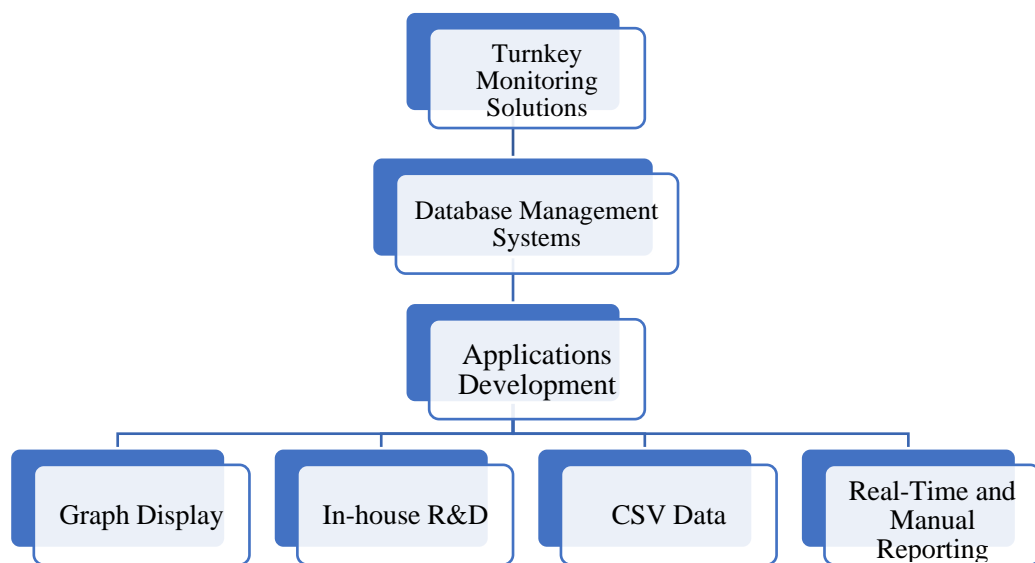 Turnkey
Monitoring
Solutions
Database Management
Systems
Applications
Development
Graph Display
In-house R&D
CSV Data
Real-Time and
Manual
Reporting